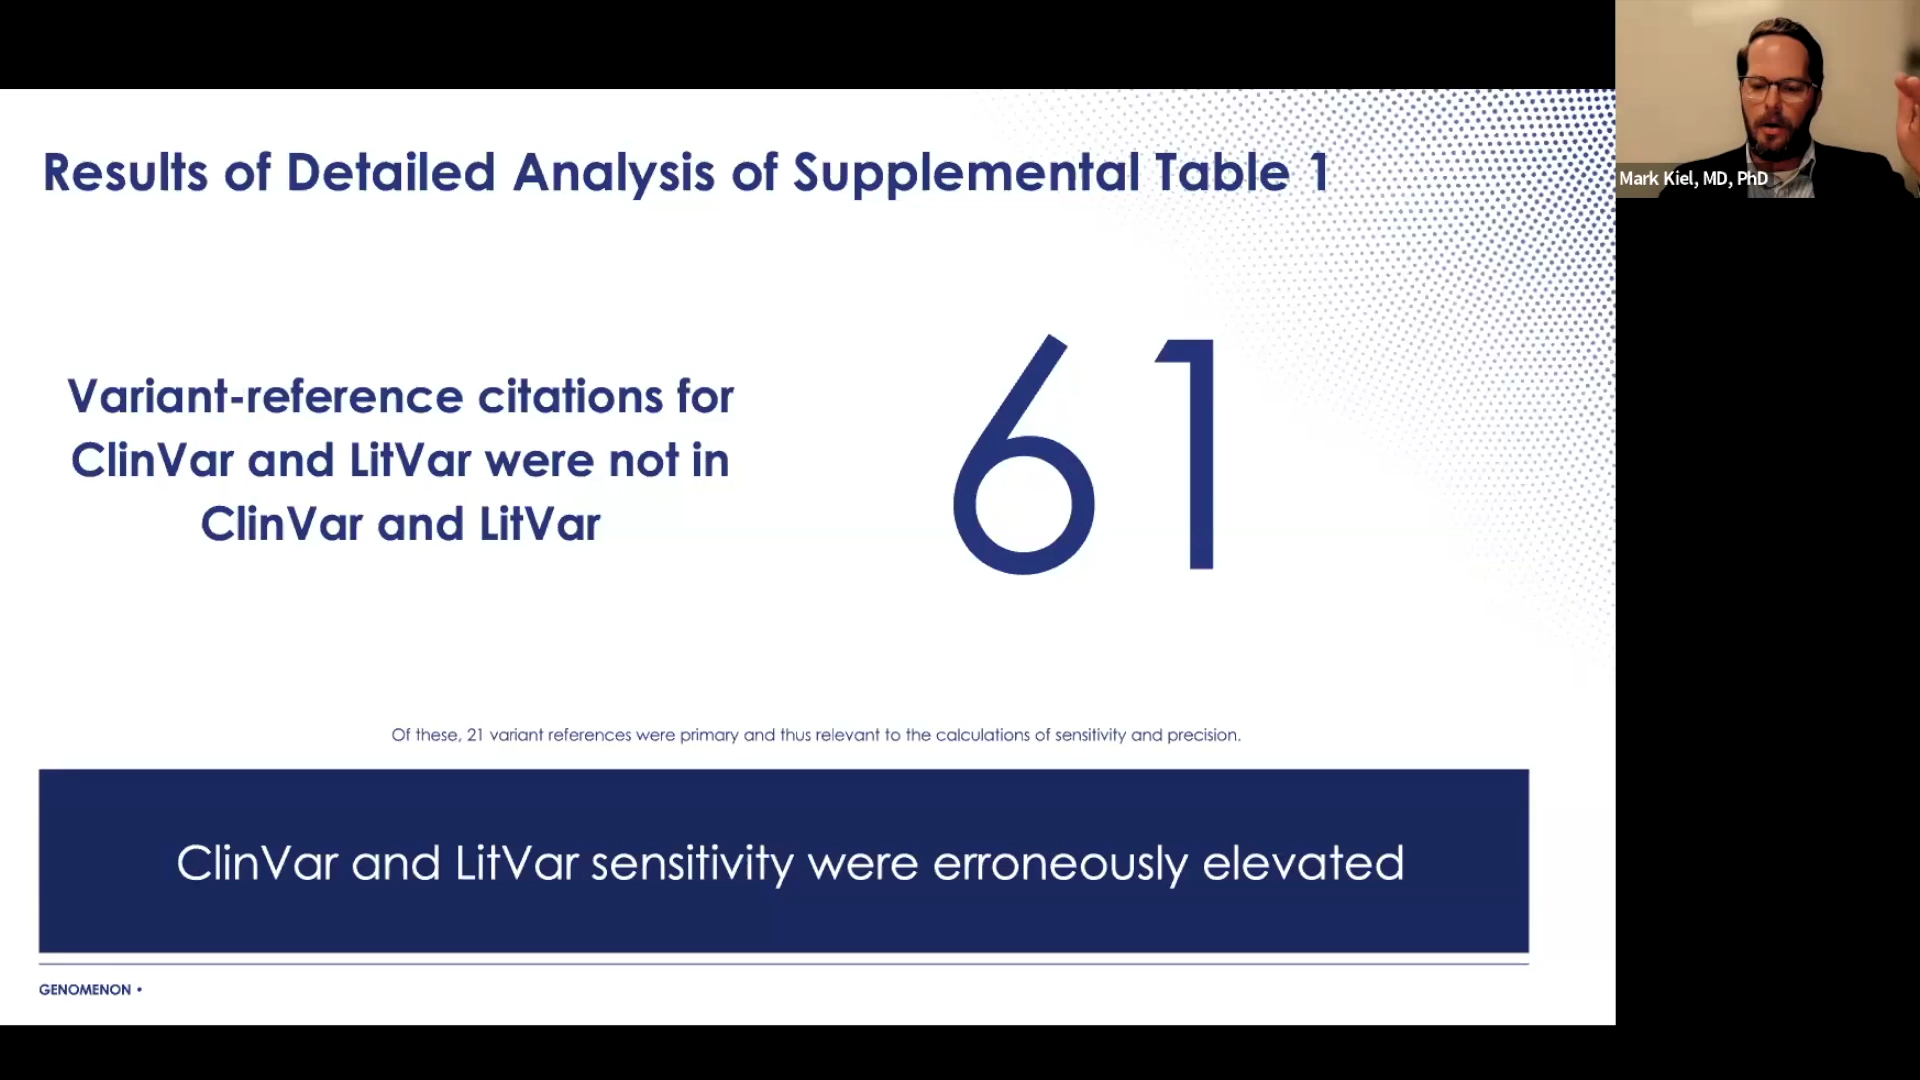 Results of Detailed Analysis of Supplemental Table 1
Mark Kiel, MD, PhD
Variant-reference citations for
ClinVar and LitVar were not in
ClinVar and LitVar
61
Of these, 21 variant references were primary and thus relevant to the calculations of sensitivity and precision.
ClinVar and LitVar sensitivity were erroneously elevated
GENOMENON •